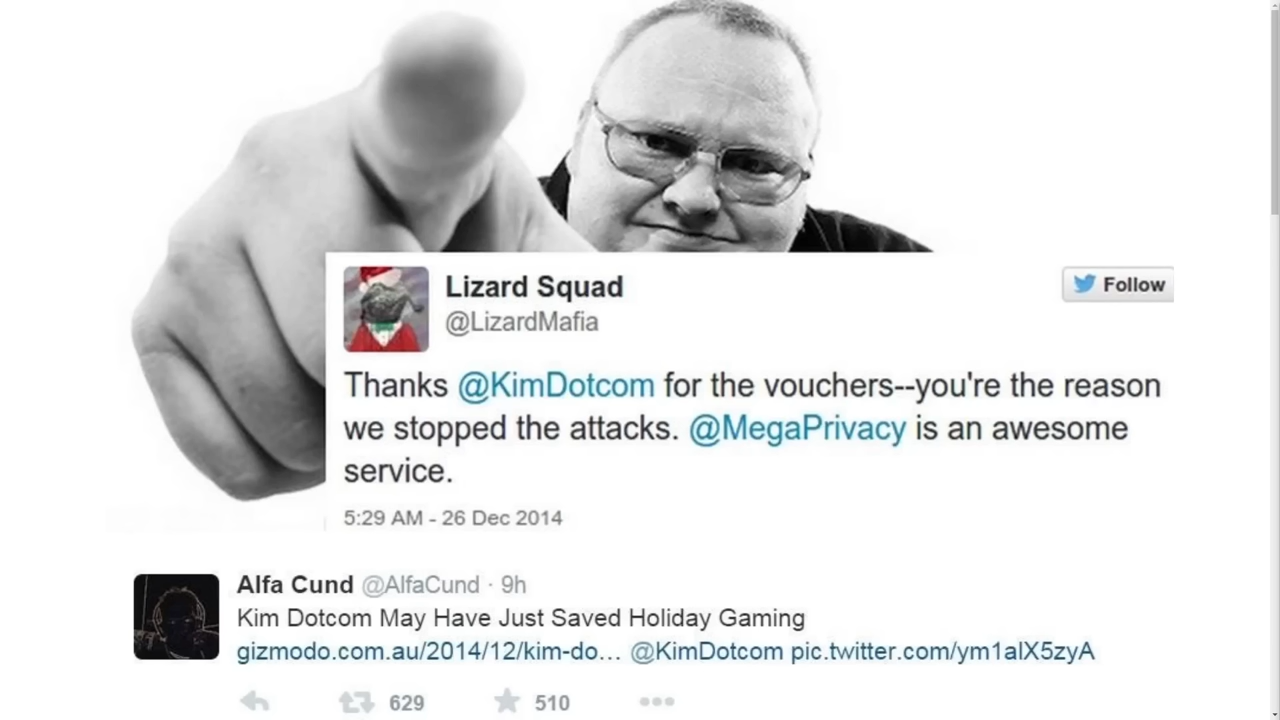 Lizard Squad
@LizardMafia
Follow
Thanks @KimDotcom for the vouchers--you're the reason
we stopped the attacks. @MegaPrivacy is an awesome
service.
5:29 AM - 26 Dec 2014
Alfa Cund @AlfaCund · 9h
Kim Dotcom May Have Just Saved Holiday Gaming
gizmodo.com.au/2014/12/kim-do... @KimDotcom pic.twitter.com/ym1alX5zyA
629 510